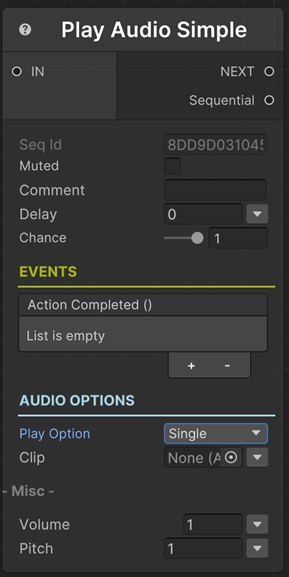 Play Audio Simple
IN NEXT
Sequential
Seq Id 8DD9D03104
Muted
Comment
Delay 0
Chance 1
EVENTS
Action Completed ()
List is empty
+ -
AUDIO OPTIONS
Play Option Single
Clip None (A
- Misc -
Volume 1
Pitch 1